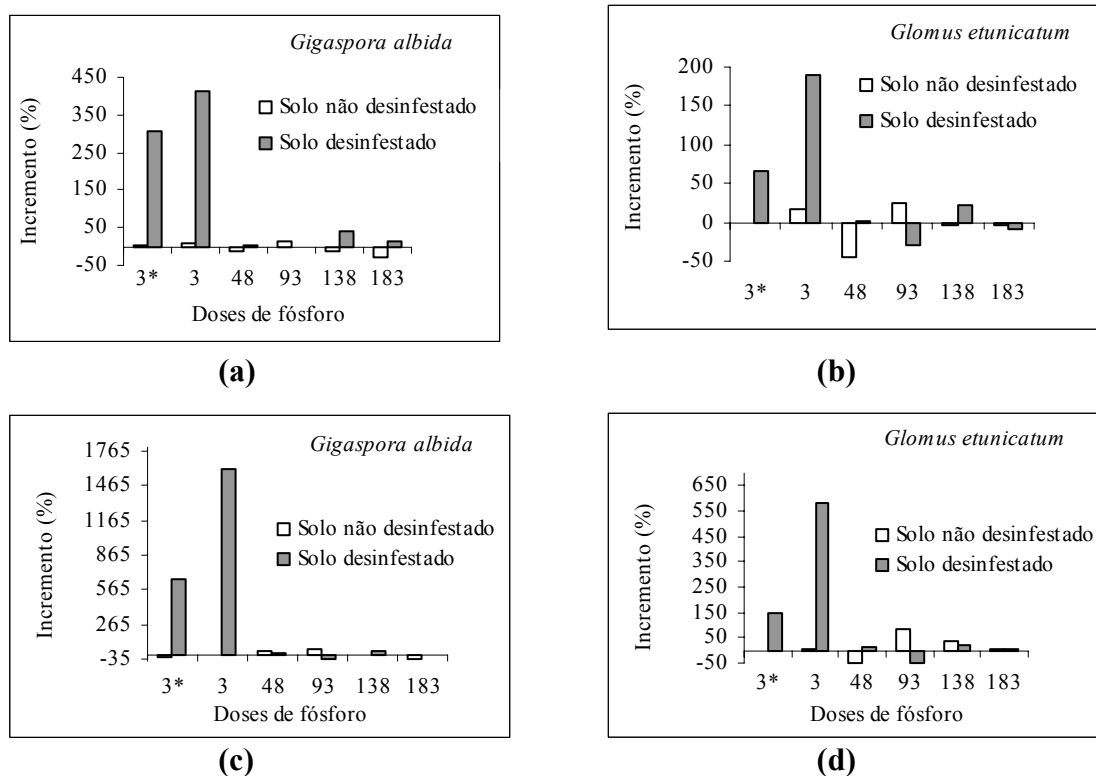 Gigaspora albida
450
350
250
150
50
-50
Incremento (%)
Solo não desinfestado
Solo desinfestado
3* 3 48 93 138 183
Doses de fósforo
(a)
Glomus etunicatum
200
150
100
50
0
-50
Incremento (%)
Solo não desinfestado
Solo desinfestado
3* 3 48 93 138 183
(b)
Gigaspora albida
1765
1465
1165
865
565
265
-35
Incremento (%)
Solo não desinfestado
Solo desinfestado
3* 3 48 93 138 183
Doses de fósforo
(c)
Glomus etunicatum
650
550
450
350
250
150
50
-50
Incremento (%)
Solo não desinfestado
Solo desinfestado
3* 3 48 93 138 183
Doses de fósforo
(d)